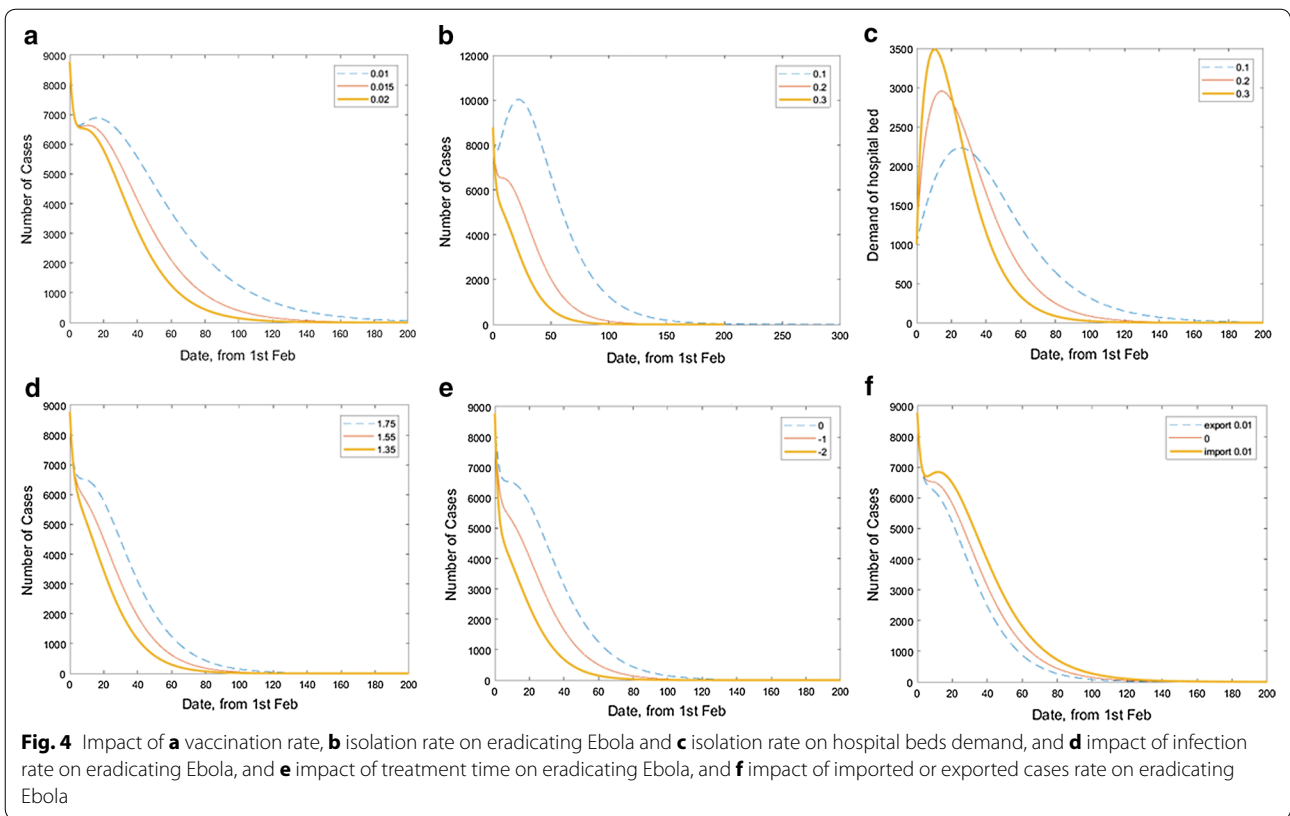 a
9000
8000
7000
6000
5000
4000
3000
2000
1000
0
Number of Cases
0 20 40 60 80 100 120 140 160 180 200
Date, from 1st Feb
0.01
0.015
0.02
b
12000
10000
8000
6000
4000
2000
0
Number of Cases
0 50 100 150 200 250 300
Date, from 1st Feb
0.1
0.2
0.3
c
3500
3000
2500
2000
1500
1000
500
0
Demand of hospital bed
0 20 40 60 80 100 120 140 160 180 200
Date, from 1st Feb
0.1
0.2
0.3
d
9000
8000
7000
6000
5000
4000
3000
2000
1000
0
Number of Cases
0 20 40 60 80 100 120 140 160 180 200
Date, from 1st Feb
1.75
1.55
1.35
e
9000
8000
7000
6000
5000
4000
3000
2000
1000
0
Number of Cases
0 20 40 60 80 100 120 140 160 180 200
Date, from 1st Feb
0
-1
-2
f
9000
8000
7000
6000
5000
4000
3000
2000
1000
0
Number of Cases
0 20 40 60 80 100 120 140 160 180 200
Date, from 1st Feb
export 0.01
0
import 0.01
Fig. 4 Impact of a vaccination rate, b isolation rate on eradicating Ebola and c isolation rate on hospital beds demand, and d impact of infection
rate on eradicating Ebola, and e impact of treatment time on eradicating Ebola, and f impact of imported or exported cases rate on eradicating
Ebola